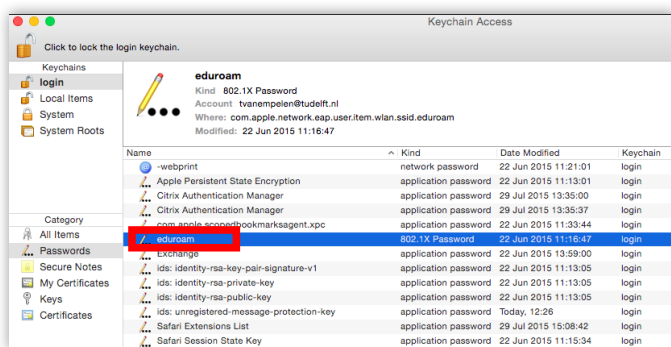 Keychain Access
Click to lock the login keychain.
Keychains
login
Local Items
System
System Roots
eduroam
Kind 802.1X Password
Account tvanempelen@tudelft.nl
Where: com.apple.network.eap.user.item.wlan.ssid.eduroam
Modified: 22 Jun 2015 11:16:47
Name Kind Date Modified Keychain
-webprint network password 22 Jun 2015 11:21:01 login
Apple Persistent State Encryption application password 22 Jun 2015 11:13:01 login
Citrix Authentication Manager application password 29 Jul 2015 13:35:00 login
Citrix Authentication Manager application password 29 Jul 2015 13:35:37 login
com.apple.scopedbookmarksagent.xpc application password 22 Jun 2015 11:33:44 login
eduroam 802.1X Password 22 Jun 2015 11:16:47 login
Exchange application password 22 Jun 2015 13:59:00 login
ids: identity-rsa-key-pair-signature-v1 application password 22 Jun 2015 11:13:05 login
ids: identity-rsa-private-key application password 22 Jun 2015 11:13:05 login
ids: identity-rsa-public-key application password 22 Jun 2015 11:13:05 login
ids: unregistered-message-protection-key application password Today, 12:26 login
Safari Extensions List application password 29 Jul 2015 15:08:42 login
Safari Session State Key application password 22 Jun 2015 11:15:34 login
Category
All Items
Passwords
Secure Notes
My Certificates
Keys
Certificates